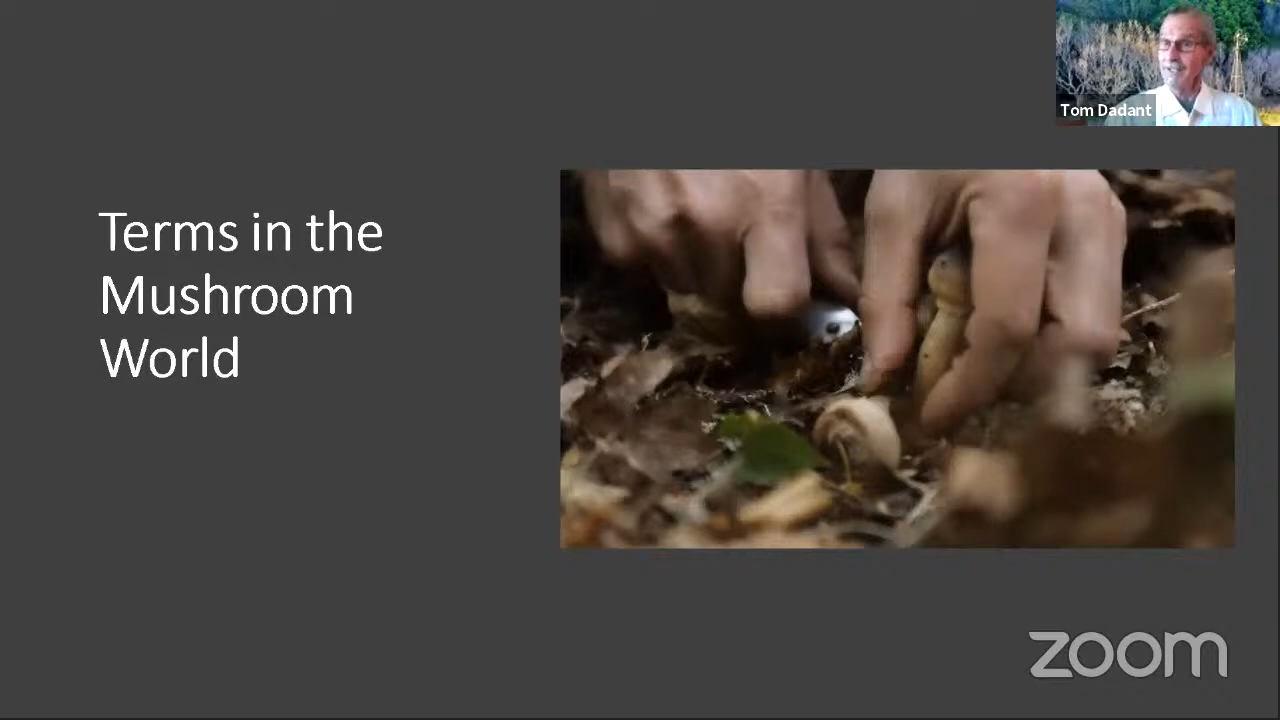 Tom Dadant
Terms in the
Mushroom
World
zoom